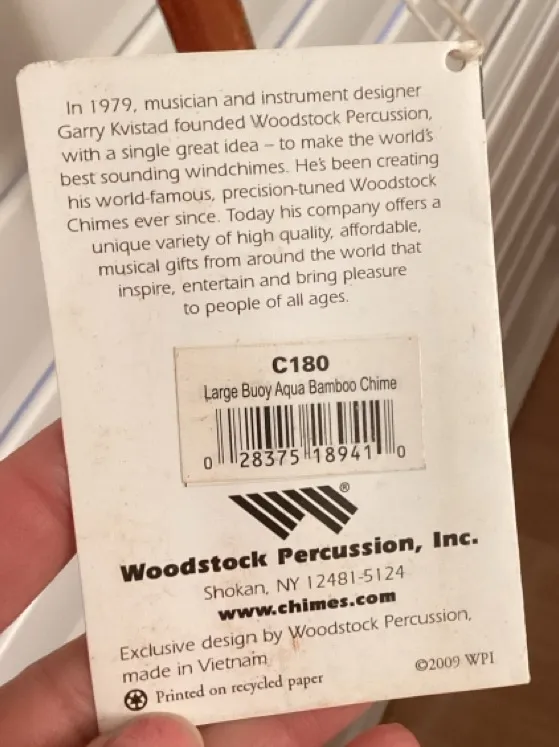 In 1979, musician and instrument designer
Garry Kvistad founded Woodstock Percussion,
with a single great idea – to make the world's
best sounding windchimes. He's been creating
his world-famous, precision-tuned Woodstock
Chimes ever since. Today his company offers a
unique variety of high quality, affordable,
musical gifts from around the world that
inspire, entertain and bring pleasure
to people of all ages.
C180
Large Buoy Aqua Bamboo Chime
0 28375 18941 0
®
Woodstock Percussion, Inc.
Shokan, NY 12481-5124
www.chimes.com
Exclusive design by Woodstock Percussion,
made in Vietnam
Printed on recycled paper
©2009 WPI